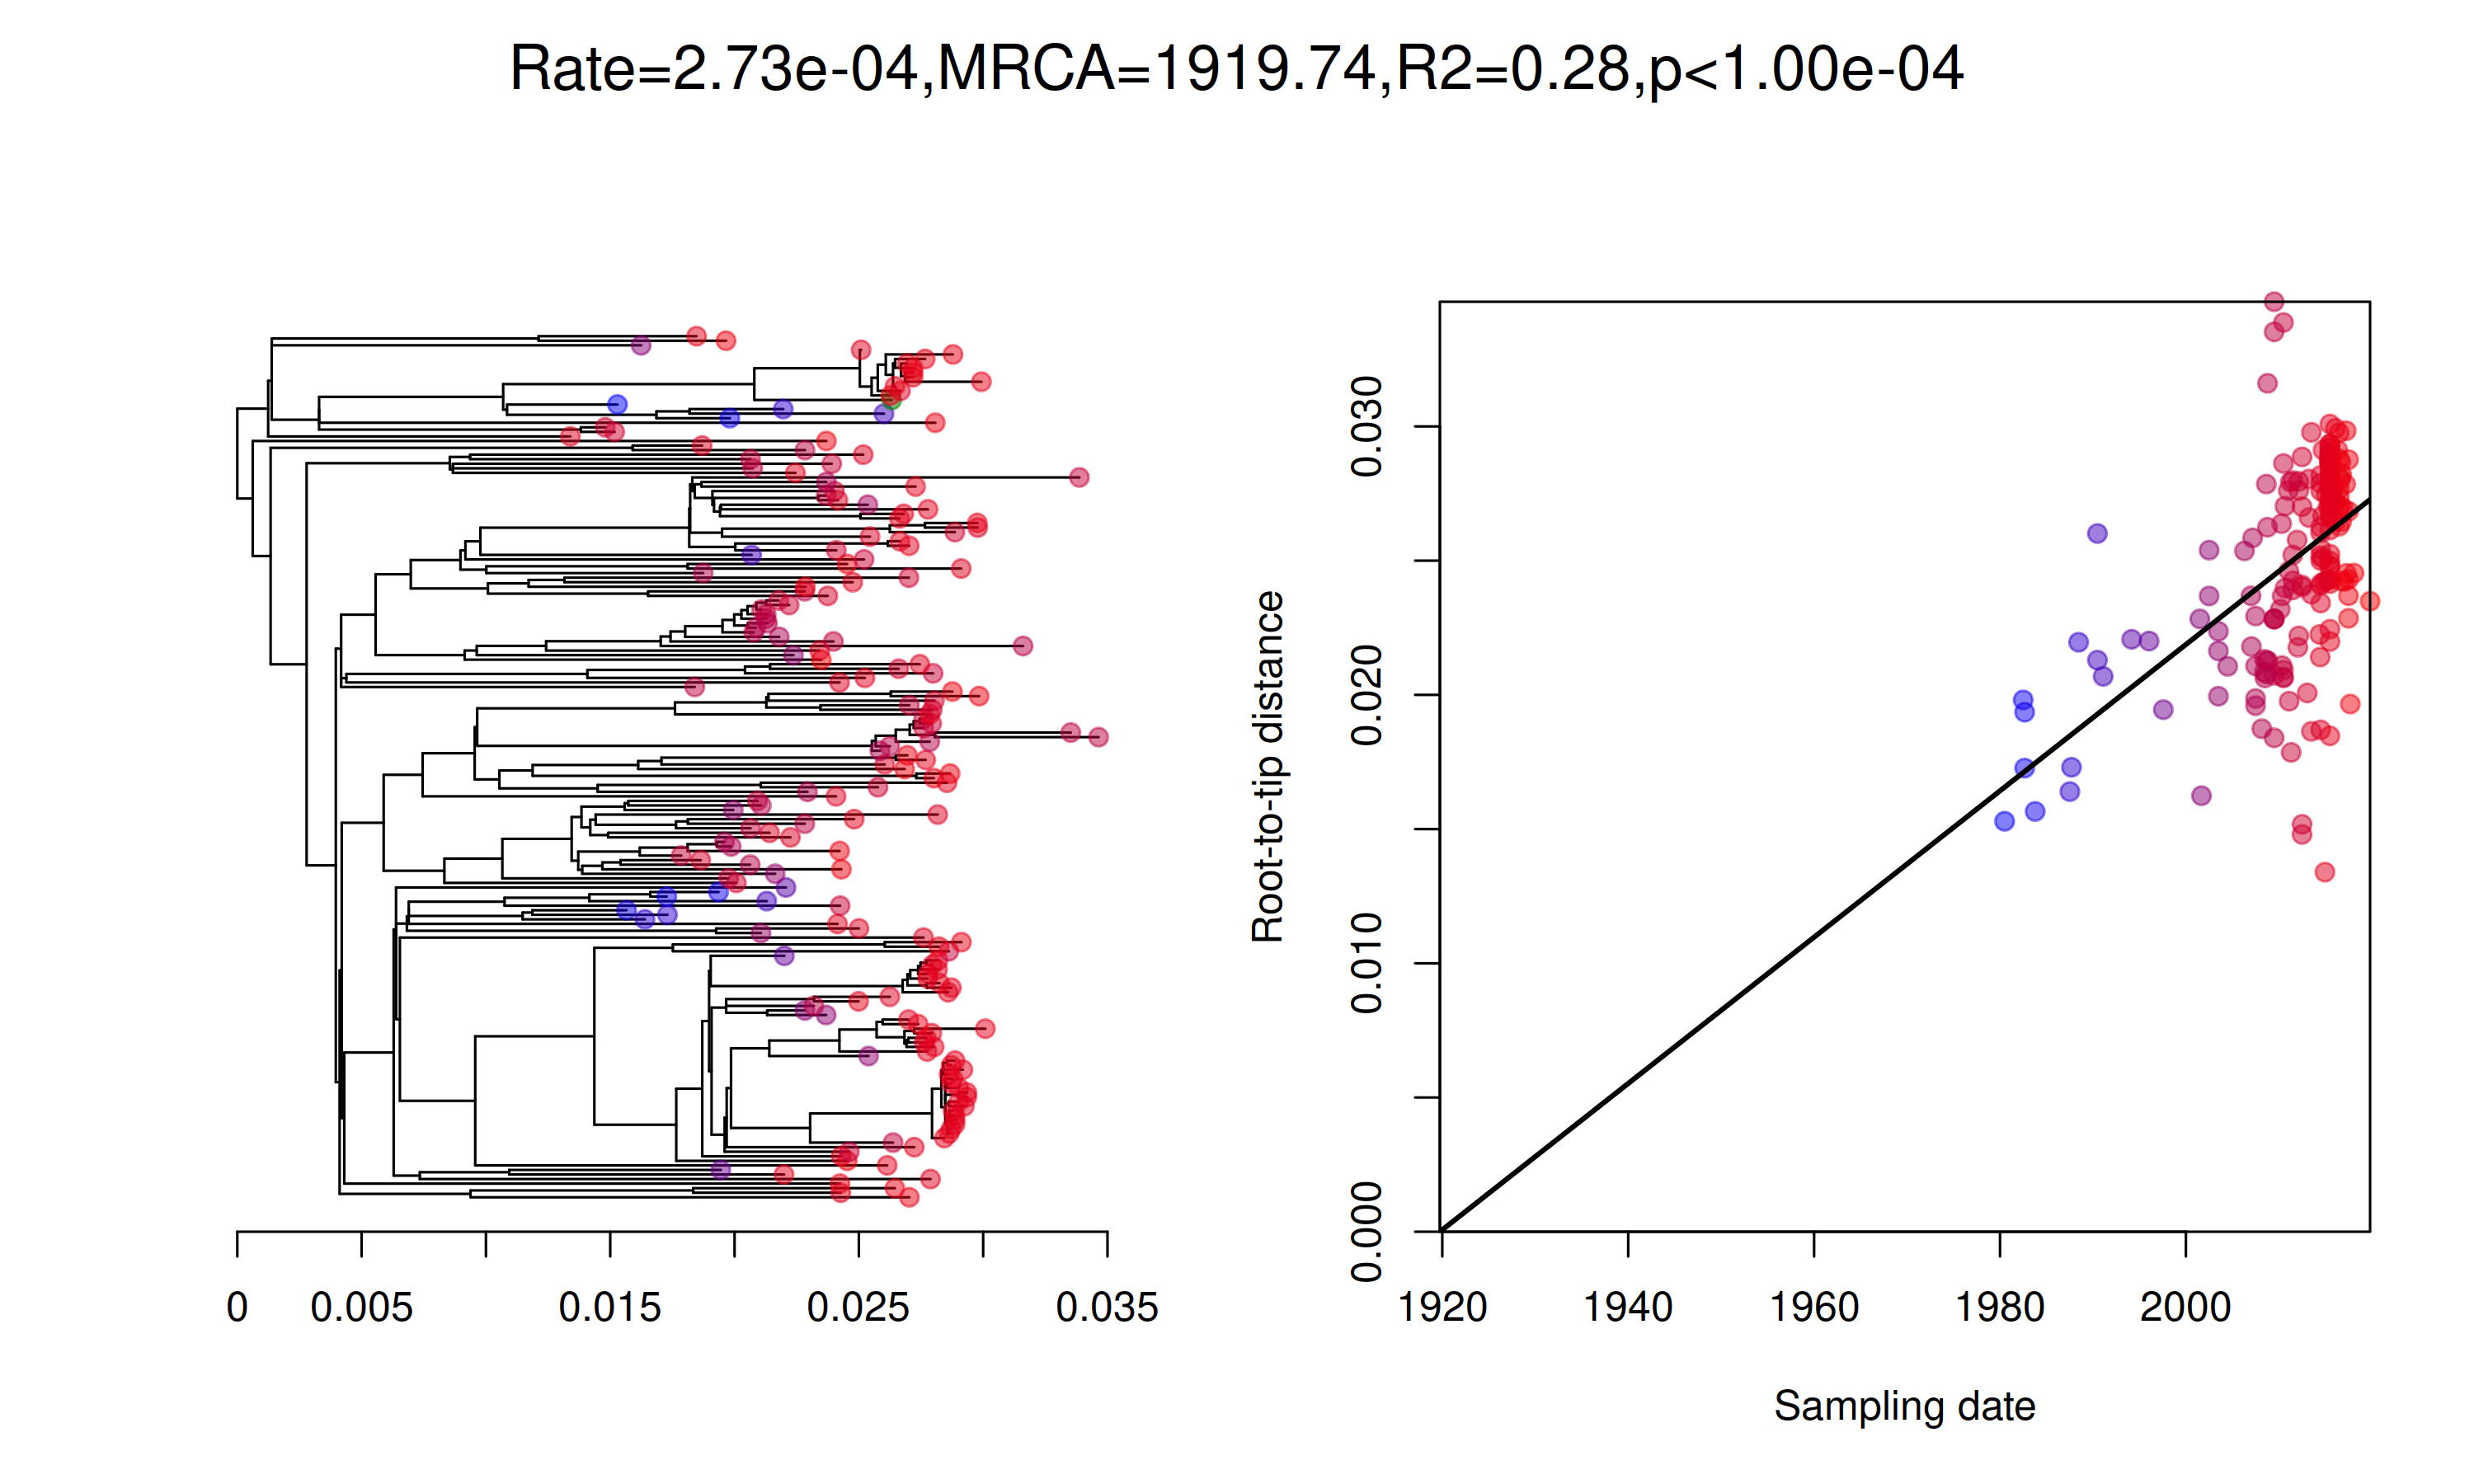 Rate=2.73e-04,MRCA=1919.74,R2=0.28,p<1.00e-04
0 0.005 0.015 0.025 0.035
Root-to-tip distance
0.000 0.010 0.020 0.030
1920 1940 1960 1980 2000
Sampling date